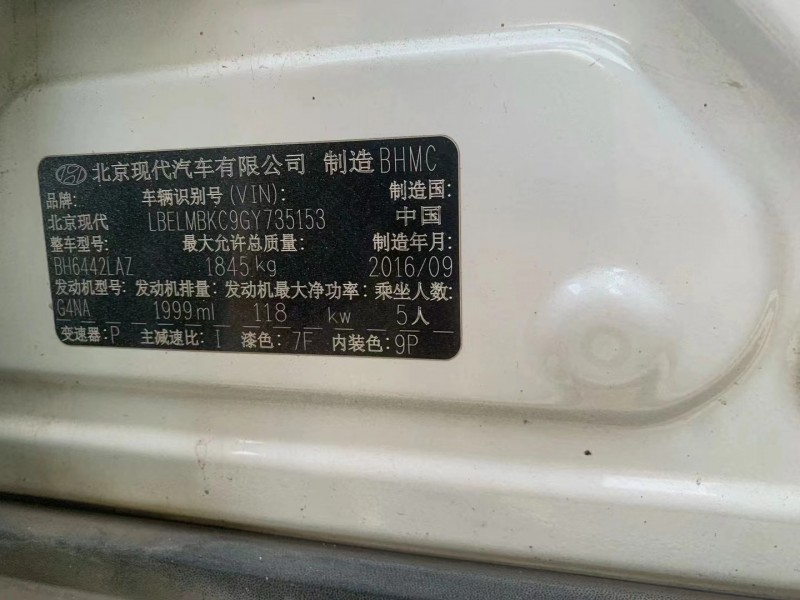 北京现代汽车有限公司 制造 BHMC
品牌: 车辆识别号(VIN): 制造国:
北京现代 LBELMBKC9GY735153 中国
整车型号: 最大允许总质量: 制造年月:
BH6442LAZ 1845kg 2016/09
发动机型号: 发动机排量: 发动机最大净功率: 乘坐人数:
G4NA 1999ml 118 kw 5人
变速器:P 主减速比:I 漆色:7F 内装色:9P